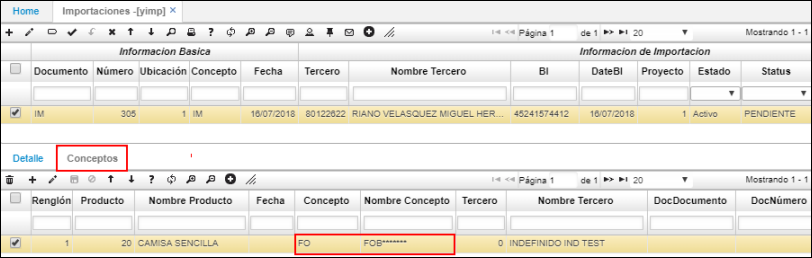 Home Importaciones -[yimp] ×
Página 1 de 1 20 Mostrando 1 - 1
Informacion Basica Informacion de Importacion
Documento Número Ubicación Concepto Fecha Tercero Nombre Tercero BI DateBI Proyecto Estado Status
IM 305 1 IM 16/07/2018 80122622 RIANO VELASQUEZ MIGUEL HER... 45241574412 16/07/2018 1 Activo PENDIENTE
Detalle Conceptos
Página 1 de 1 20 Mostrando 1 - 1
Renglón Producto Nombre Producto Fecha Concepto Nombre Concepto Tercero Nombre Tercero DocDocumento DocNúmero
1 20 CAMISA SENCILLA FO FOB******* 0 INDEFINIDO IND TEST